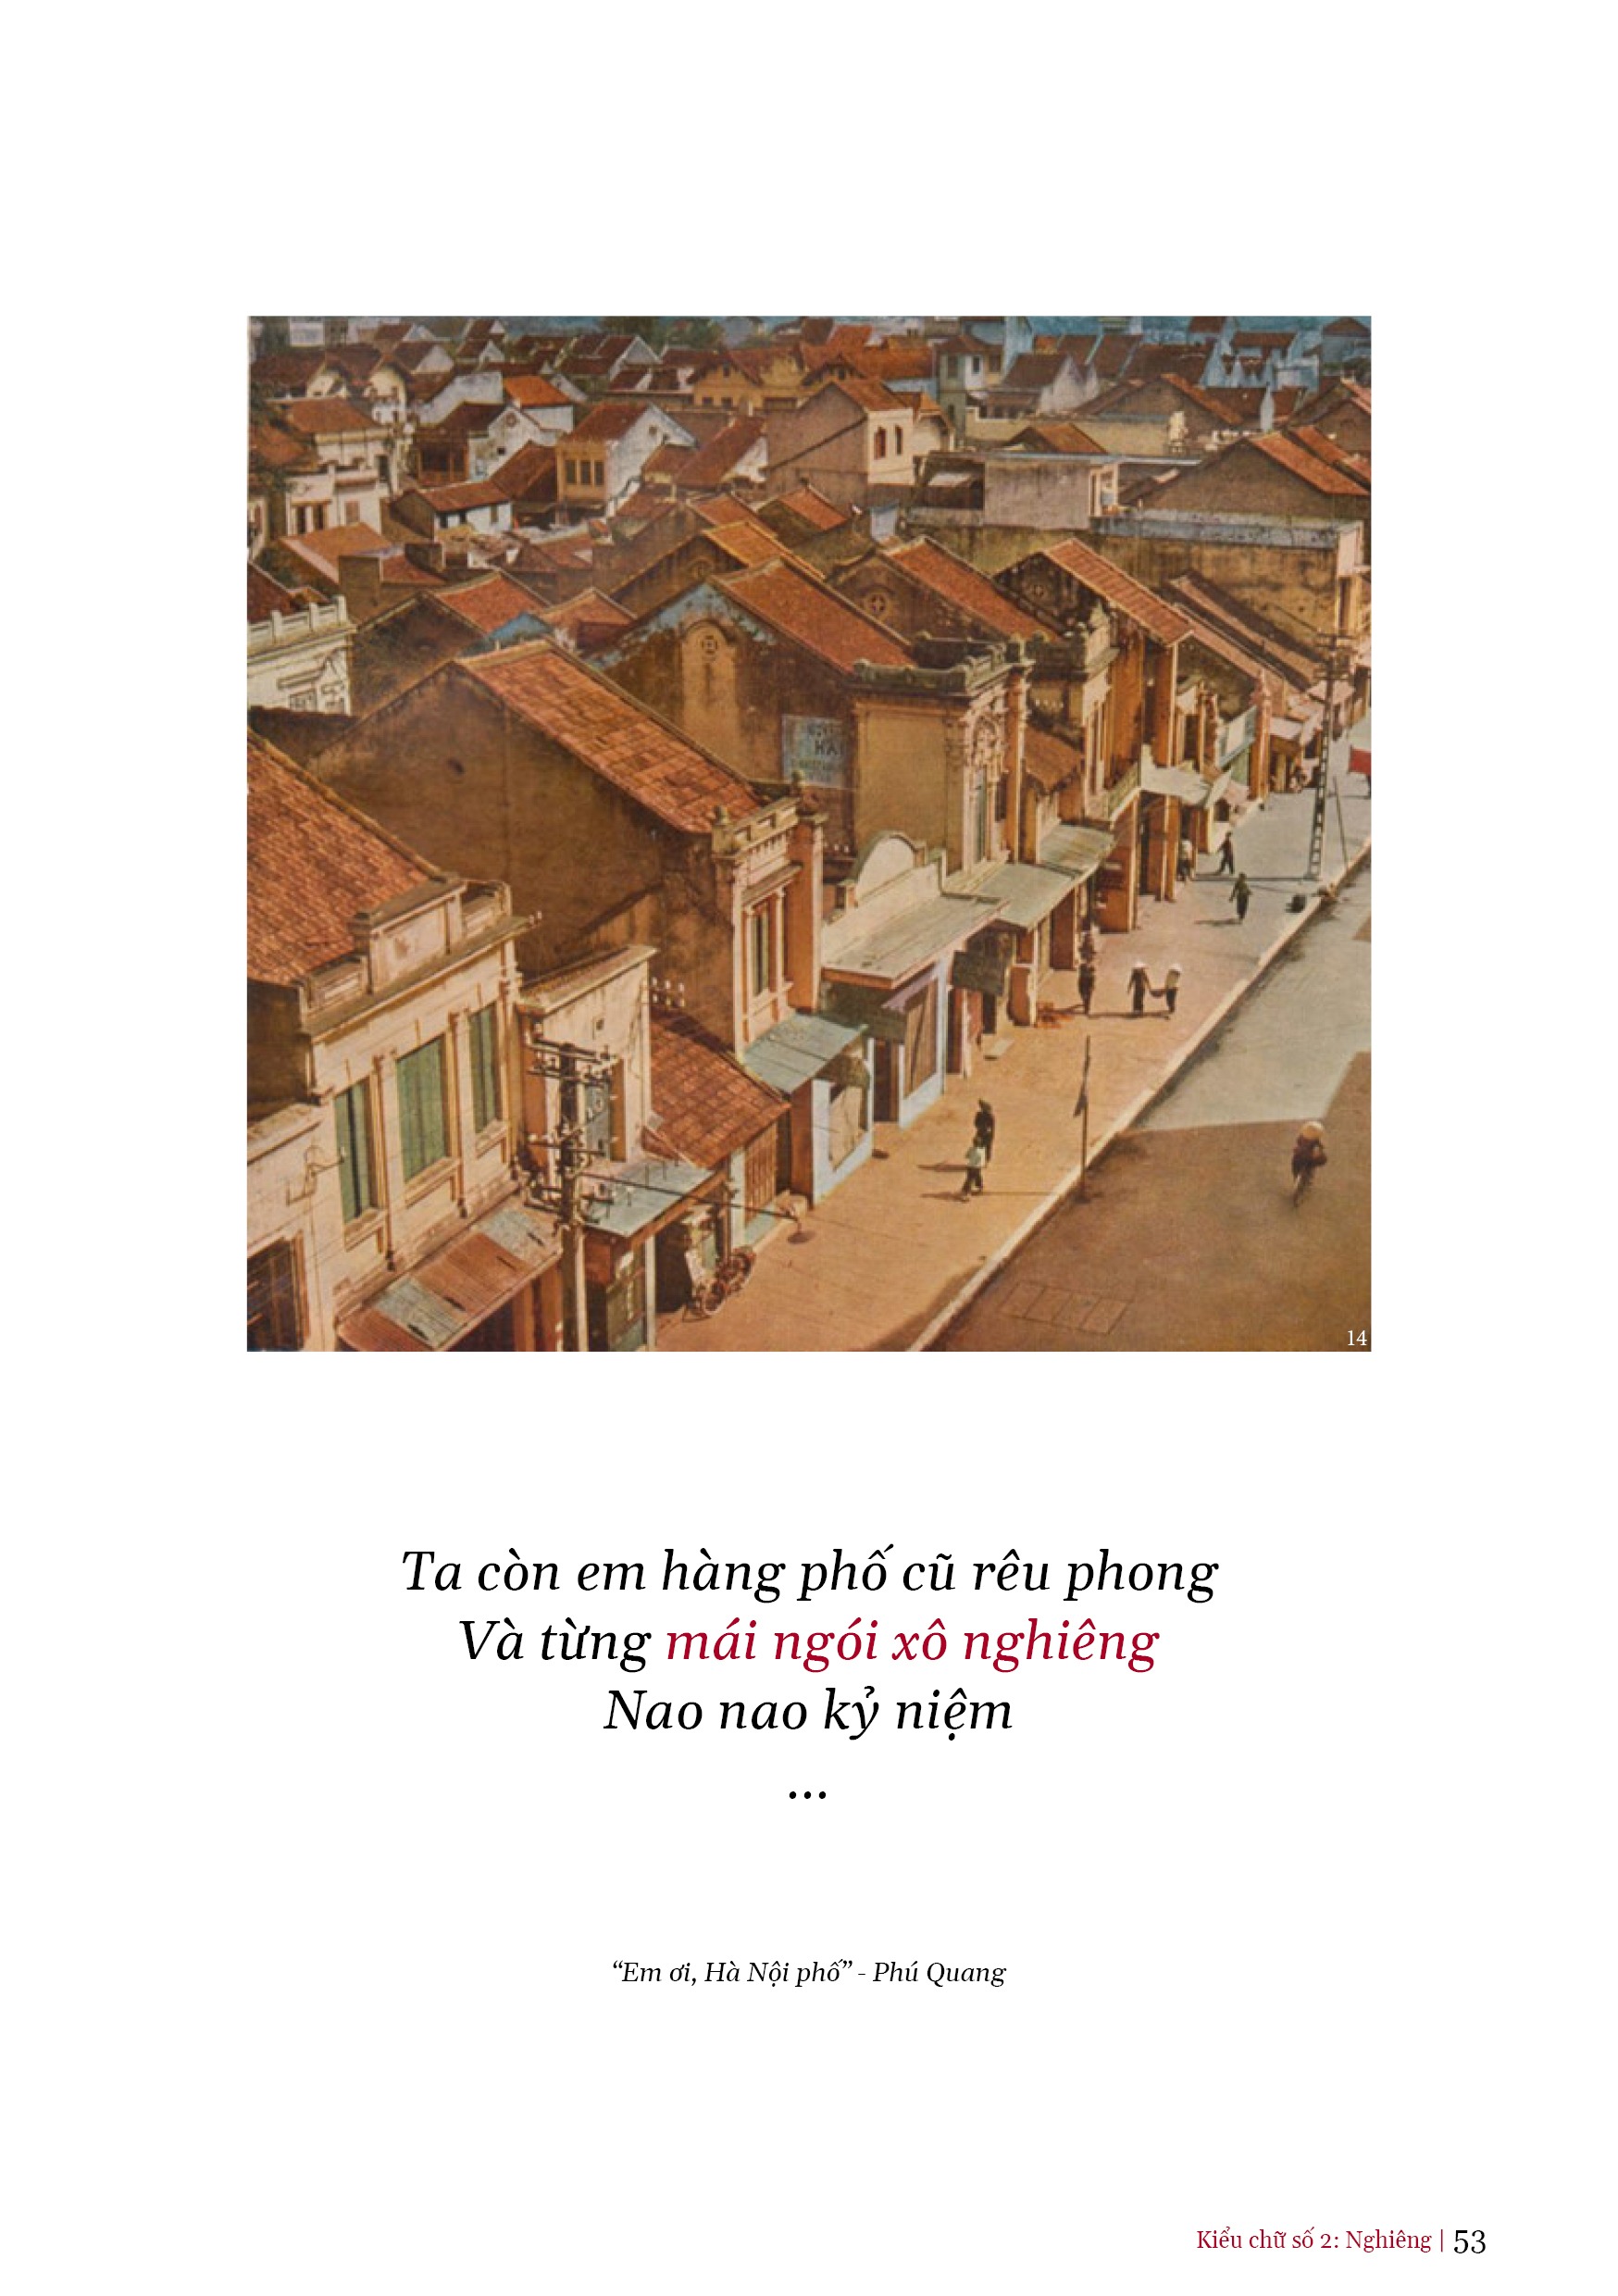 HẢI
14
Ta còn em hàng phố cũ rêu phong
Và từng mái ngói xô nghiêng
Nao nao kỷ niệm
...
“Em ơi, Hà Nội phố” - Phú Quang
Kiểu chữ số 2: Nghiêng | 53